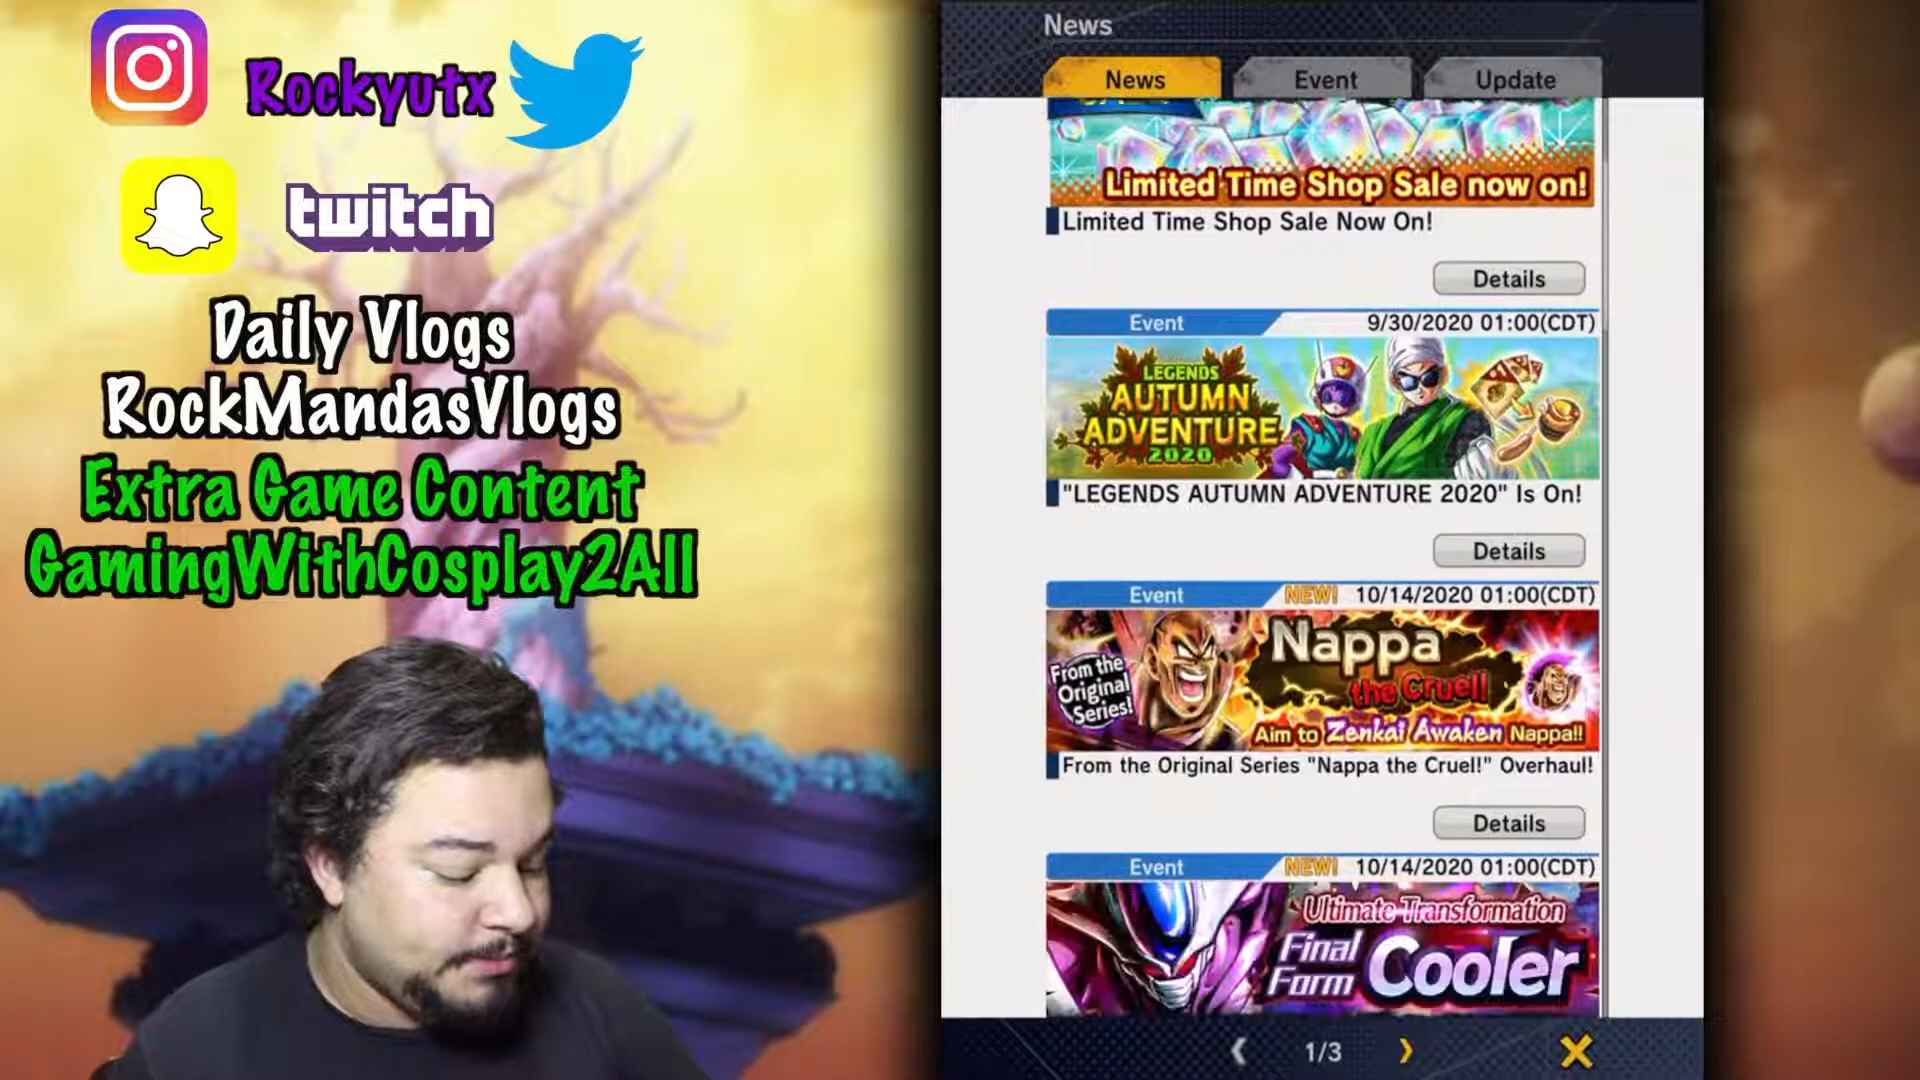 Rockyutx
twitch
Daily Vlogs
RockMandasVlogs
Extra Game Content
GamingWithCosplay2All
News
News
Event
Update
Limited Time Shop Sale now on!
Limited Time Shop Sale Now On!
Details
Event
9/30/2020 01:00(CDT)
LEGENDS
AUTUMN
ADVENTURE
2020
"LEGENDS AUTUMN ADVENTURE 2020" Is On!
Details
Event
NEW! 10/14/2020 01:00(CDT)
From the
Original
Series!
Nappa
the Cruel!
Aim to Zenkai Awaken Nappa!!
From the Original Series "Nappa the Cruel!" Overhaul!
Details
Event
NEW! 10/14/2020 01:00(CDT)
Ultimate Transformation
Final
Form
Cooler
1/3